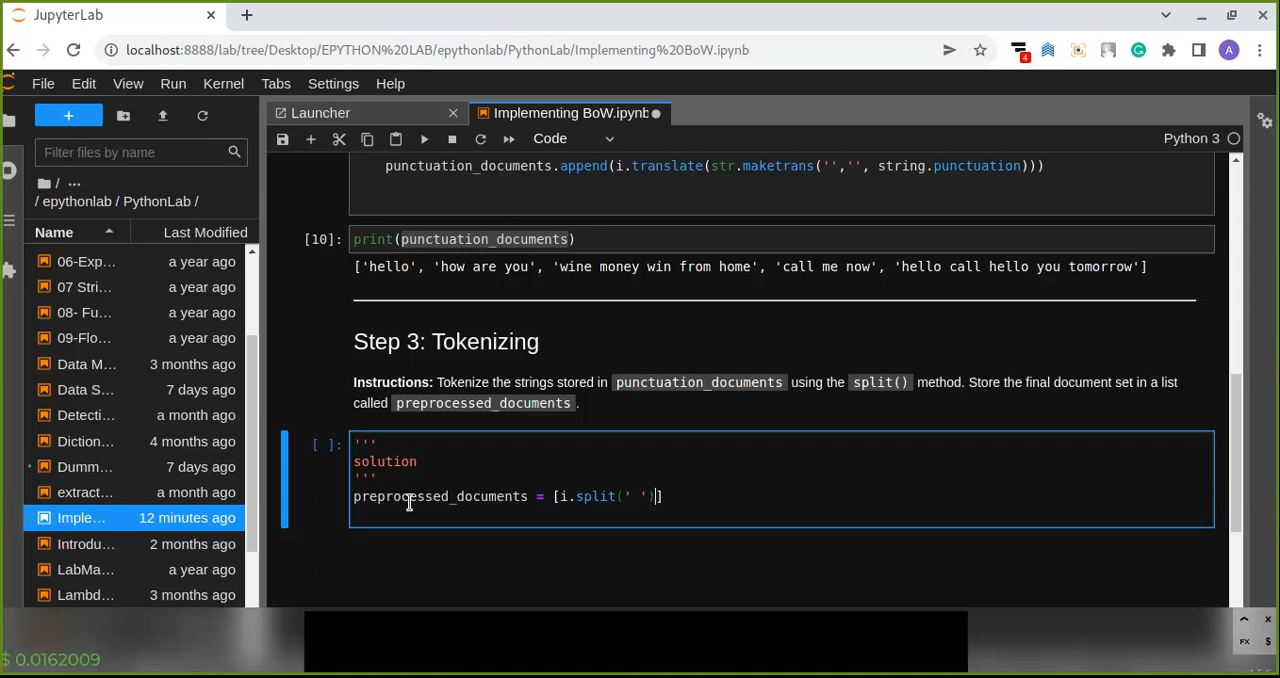 JupyterLab
localhost:8888/lab/tree/Desktop/EPYTHON%20LAB/epythonlab/PythonLab/Implementing%20BoW.ipynb
4
A
File Edit View Run Kernel Tabs Settings Help
Launcher
Implementing BoW.ipynb
Code
Python 3
Filter files by name
/ ...
/ epythonlab / PythonLab /
Name Last Modified
06-Exp... a year ago
07 Stri... a year ago
08- Fu... a year ago
09-Flo... a year ago
Data M... 3 months ago
Data S... 7 days ago
Detecti... a month ago
Diction... 4 months ago
Dumm... 7 days ago
extract... a month ago
Imple... 12 minutes ago
Introdu... 2 months ago
LabMa... a year ago
Lambd... 3 months ago
punctuation_documents.append(i.translate(str.maketrans('','', string.punctuation)))
[10]: print(punctuation_documents)
['hello', 'how are you', 'wine money win from home', 'call me now', 'hello call hello you tomorrow']
Step 3: Tokenizing
Instructions: Tokenize the strings stored in punctuation_documents using the split() method. Store the final document set in a list
called preprocessed_documents.
[ ]: '''
solution
'''
preprocessed_documents = [i.split(' ')]
$ 0.0162009
FX $